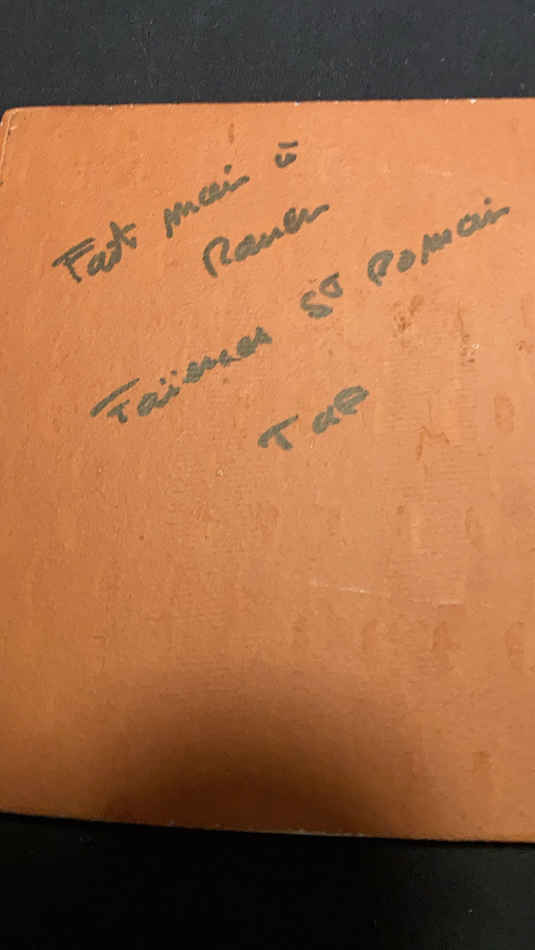 Fait main à
Rouen
Faïences St Romain